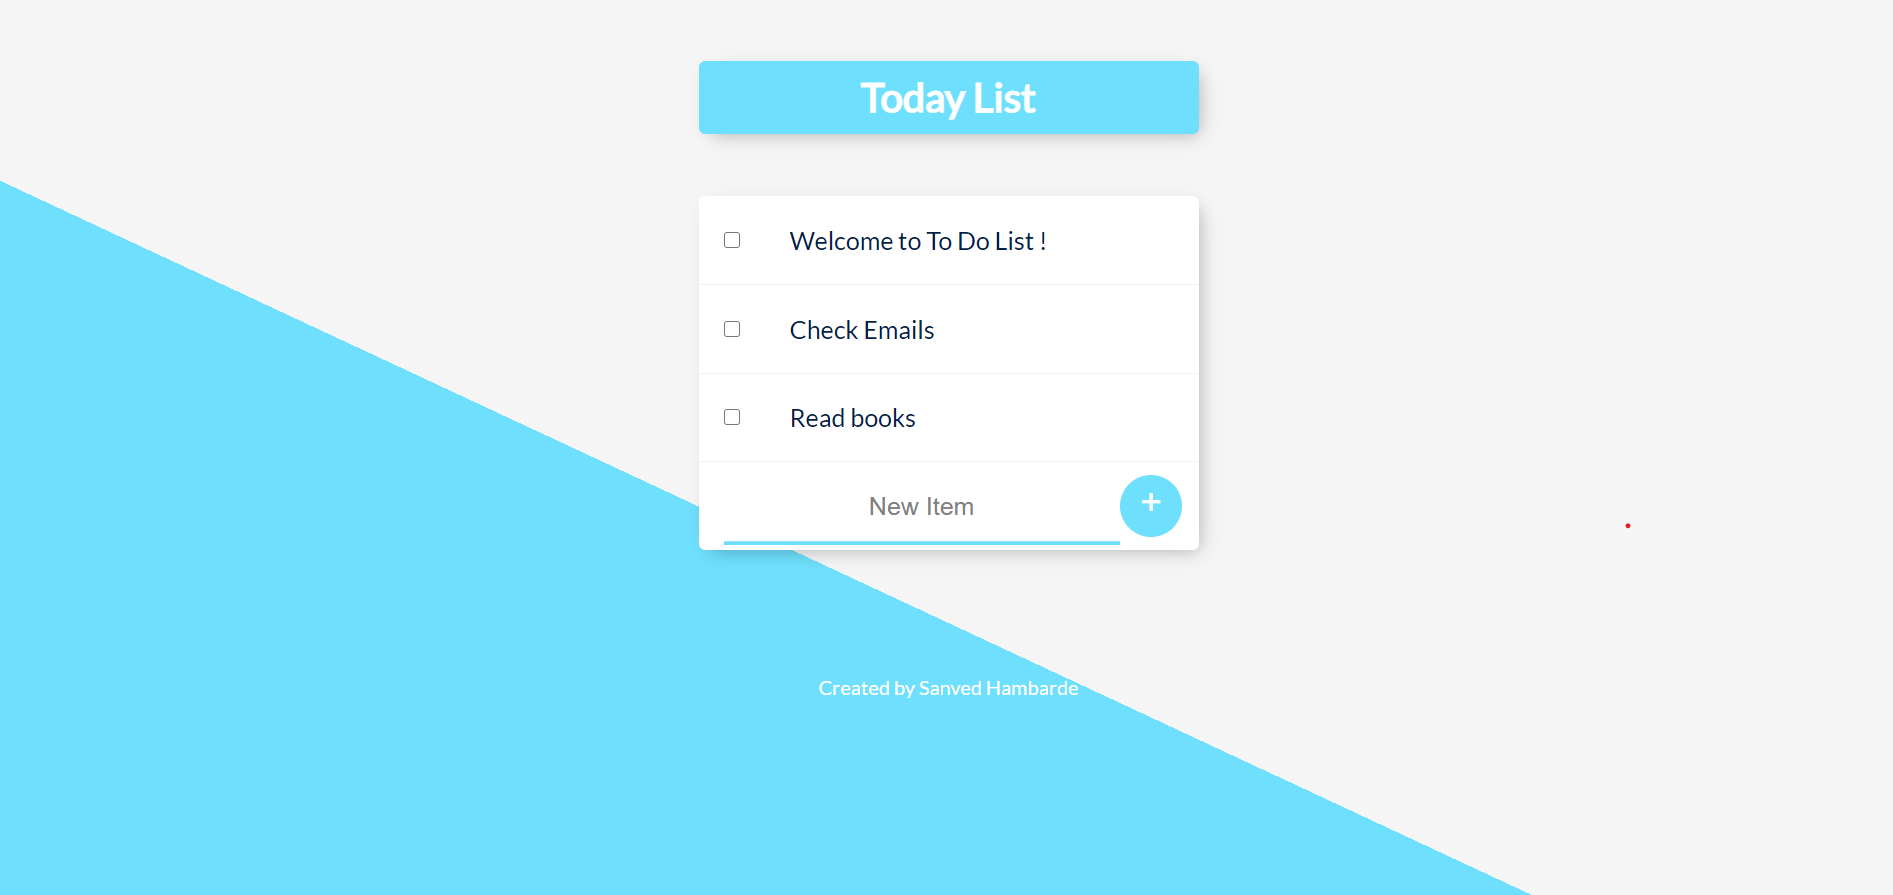 Today List
Welcome to To Do List !
Check Emails
Read books
New Item
+
Created by Sanved Hambarde